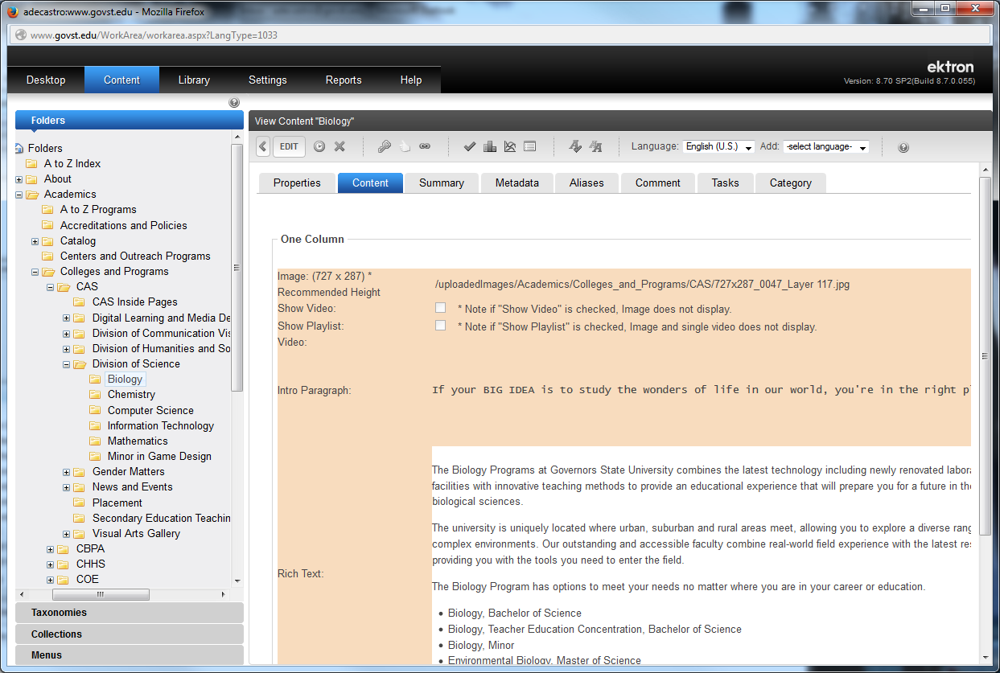 adecastro:www.govst.edu - Mozilla Firefox
www.govst.edu/WorkArea/workarea.aspx?LangType=1033
Desktop Content Library Settings Reports Help
ektron
Version: 8.70 SP2(Build 8.7.0.055)
Folders
Folders
A to Z Index
About
Academics
A to Z Programs
Accreditations and Policies
Catalog
Centers and Outreach Programs
Colleges and Programs
CAS
CAS Inside Pages
Digital Learning and Media De
Division of Communication Vis
Division of Humanities and So
Division of Science
Biology
Chemistry
Computer Science
Information Technology
Mathematics
Minor in Game Design
Gender Matters
News and Events
Placement
Secondary Education Teachin
Visual Arts Gallery
CBPA
CHHS
COE
Taxonomies
Collections
Menus
View Content "Biology"
EDIT Language: English (U.S.) Add: -select language-
Properties Content Summary Metadata Aliases Comment Tasks Category
One Column
Image: (727 x 287) *
Recommended Height
/uploadedImages/Academics/Colleges_and_Programs/CAS/727x287_0047_Layer 117.jpg
Show Video: * Note if "Show Video" is checked, Image does not display.
Show Playlist: * Note if "Show Playlist" is checked, Image and single video does not display.
Video:
Intro Paragraph: If your BIG IDEA is to study the wonders of life in our world, you're in the right pl
Rich Text:
The Biology Programs at Governors State University combines the latest technology including newly renovated labora
facilities with innovative teaching methods to provide an educational experience that will prepare you for a future in the
biological sciences.
The university is uniquely located where urban, suburban and rural areas meet, allowing you to explore a diverse rang
complex environments. Our outstanding and accessible faculty combine real-world field experience with the latest res
providing you with the tools you need to enter the field.
The Biology Program has options to meet your needs no matter where you are in your career or education.
• Biology, Bachelor of Science
• Biology, Teacher Education Concentration, Bachelor of Science
• Biology, Minor
• Environmental Biology, Master of Science